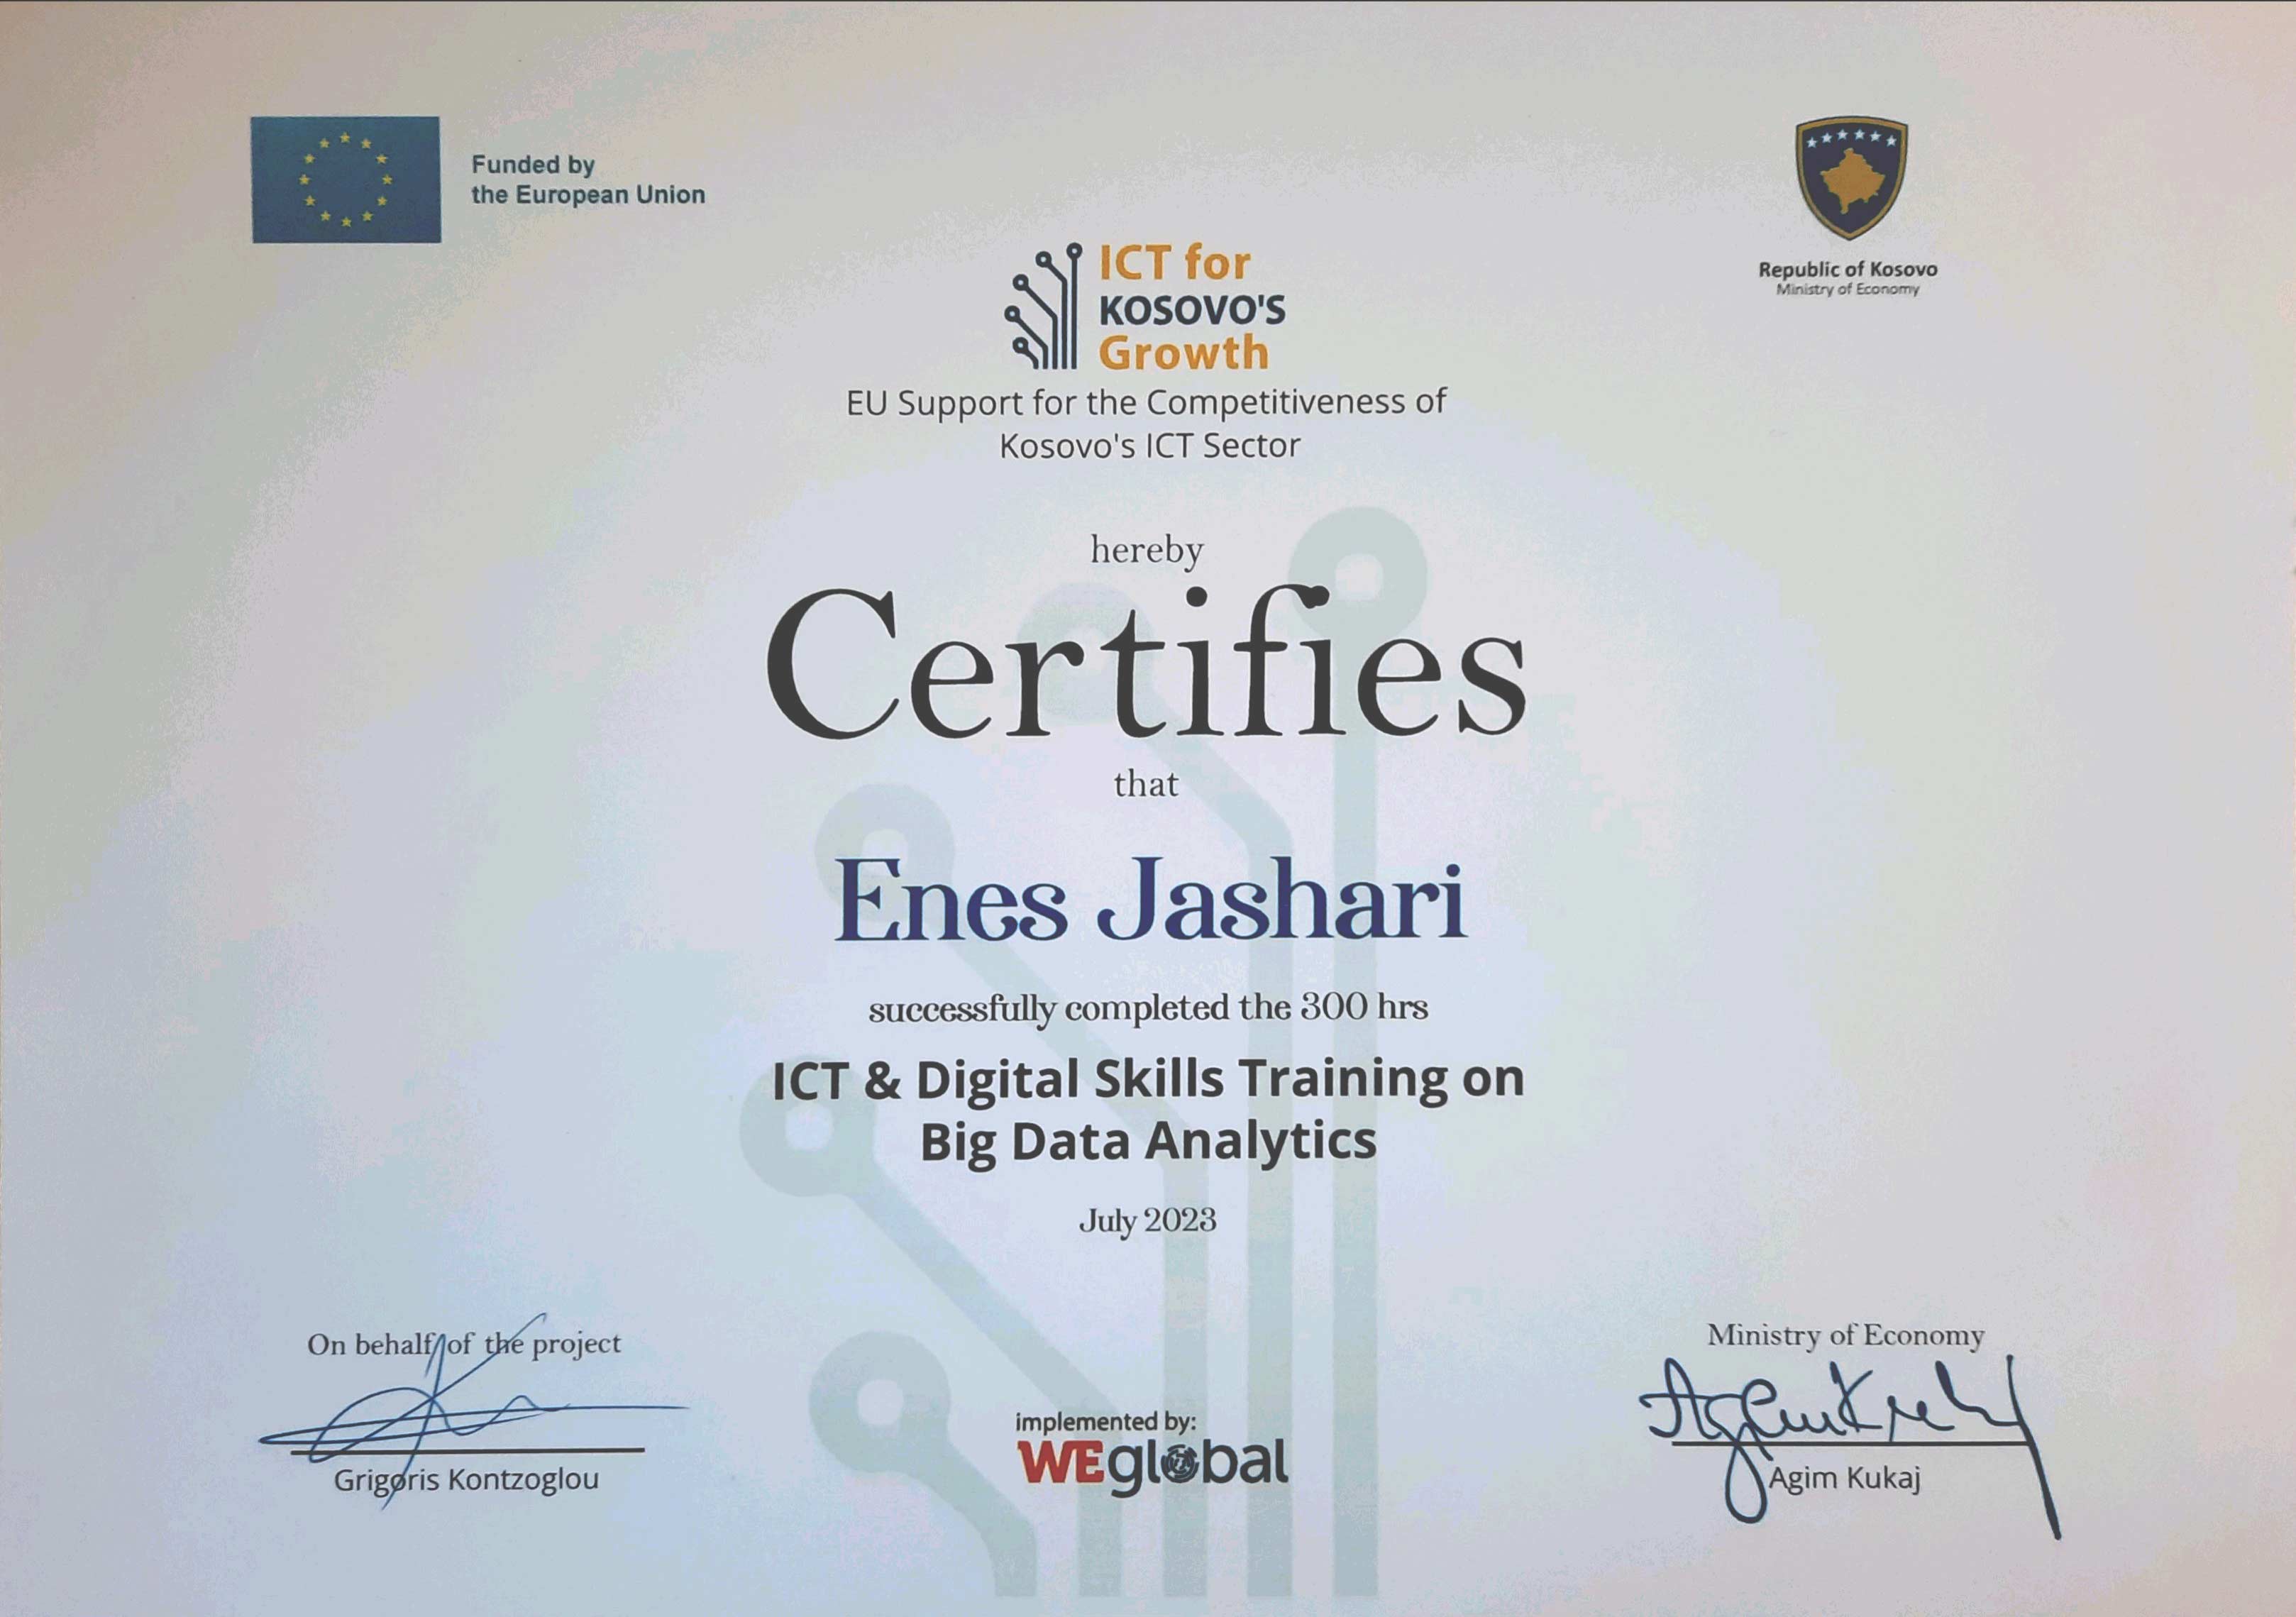 Funded by
the European Union
Republic of Kosovo
Ministry of Economy
ICT for
KOSOVO'S
Growth
EU Support for the Competitiveness of
Kosovo's ICT Sector
hereby
Certifies
that
Enes Jashari
successfully completed the 300 hrs
ICT & Digital Skills Training on
Big Data Analytics
July 2023
On behalf of the project
Grigoris Kontzoglou
implemented by:
WEglobal
Ministry of Economy
Agim Kukaj
Agim Kukaj